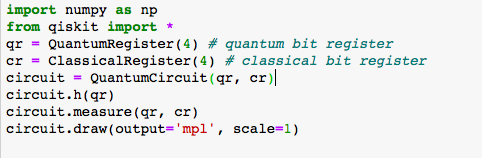 import numpy as np
from qiskit import *
qr = QuantumRegister(4) # quantum bit register
cr = ClassicalRegister(4) # classical bit register
circuit = QuantumCircuit(qr, cr)
circuit.h(qr)
circuit.measure(qr, cr)
circuit.draw(output='mpl', scale=1)